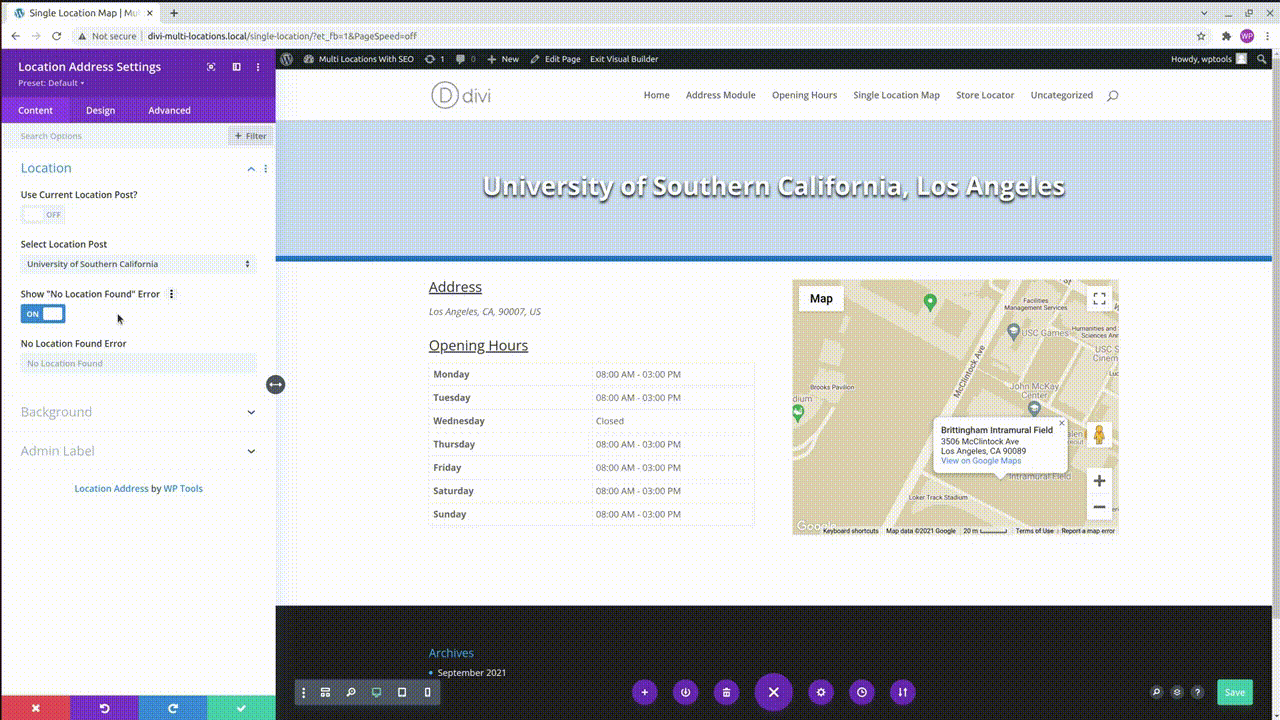 Single Location Map | Mul
Not secure divi-multi-locations.local/single-location/?et_fb=1&PageSpeed=off
WP
Location Address Settings
Preset: Default
Content Design Advanced
Search Options
+ Filter
Location
Use Current Location Post?
OFF
Select Location Post
University of Southern California
Show "No Location Found" Error
ON
No Location Found Error
No Location Found
Background
Admin Label
Location Address by WP Tools
Multi Locations With SEO 1 0 New Edit Page Exit Visual Builder Howdy, wptools
D divi
Home Address Module Opening Hours Single Location Map Store Locator Uncategorized
University of Southern California, Los Angeles
Address
Los Angeles, CA, 90007, US
Opening Hours
Monday 08:00 AM - 03:00 PM
Tuesday 08:00 AM - 03:00 PM
Wednesday Closed
Thursday 08:00 AM - 03:00 PM
Friday 08:00 AM - 03:00 PM
Saturday 08:00 AM - 03:00 PM
Sunday 08:00 AM - 03:00 PM
Map
Facilities
Management Services
USC Games
Humanities and
Social Sciences
USC S
Cinem
McClintock Ave
Brooks Pavilion
dium
John McKay
Center
Brittingham Intramural Field
3506 McClintock Ave
Los Angeles, CA 90089
View on Google Maps
Intramural Field
Loker Track Stadium
Google
Keyboard shortcuts Map data ©2021 Google 20 m Terms of Use Report a map error
Archives
September 2021
Save